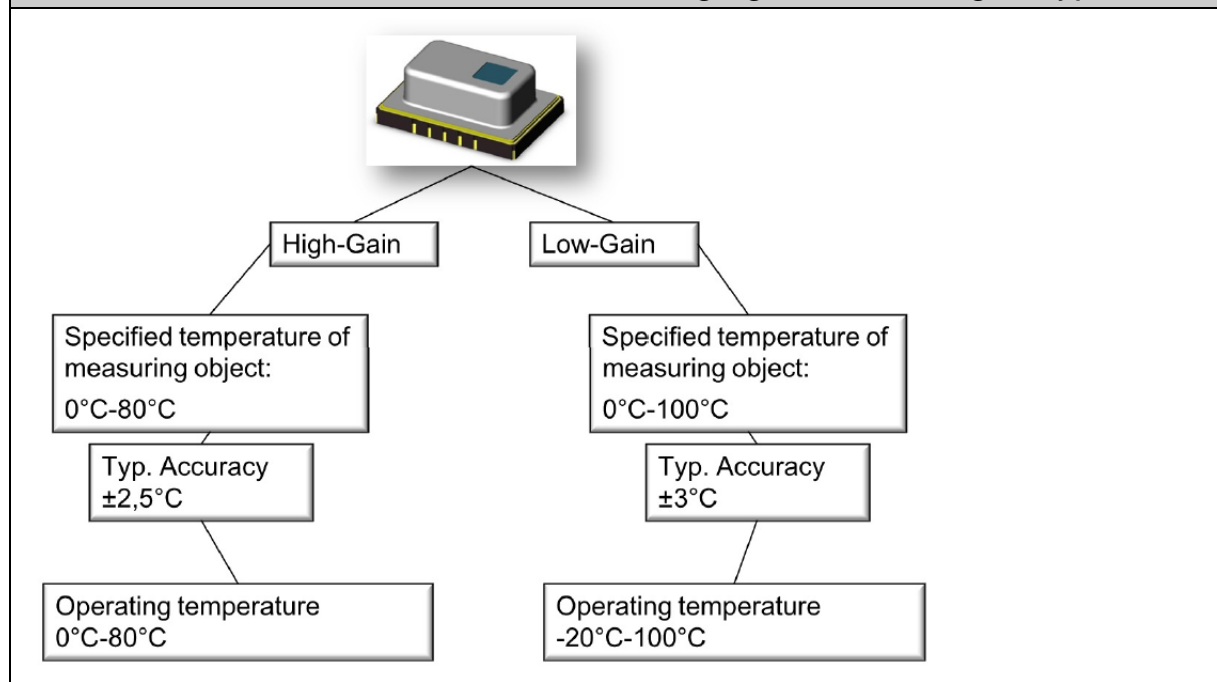 High-Gain
Low-Gain
Specified temperature of
measuring object:
0°C-80°C
Specified temperature of
measuring object:
0°C-100°C
Typ. Accuracy
±2,5°C
Typ. Accuracy
±3°C
Operating temperature
0°C-80°C
Operating temperature
-20°C-100°C